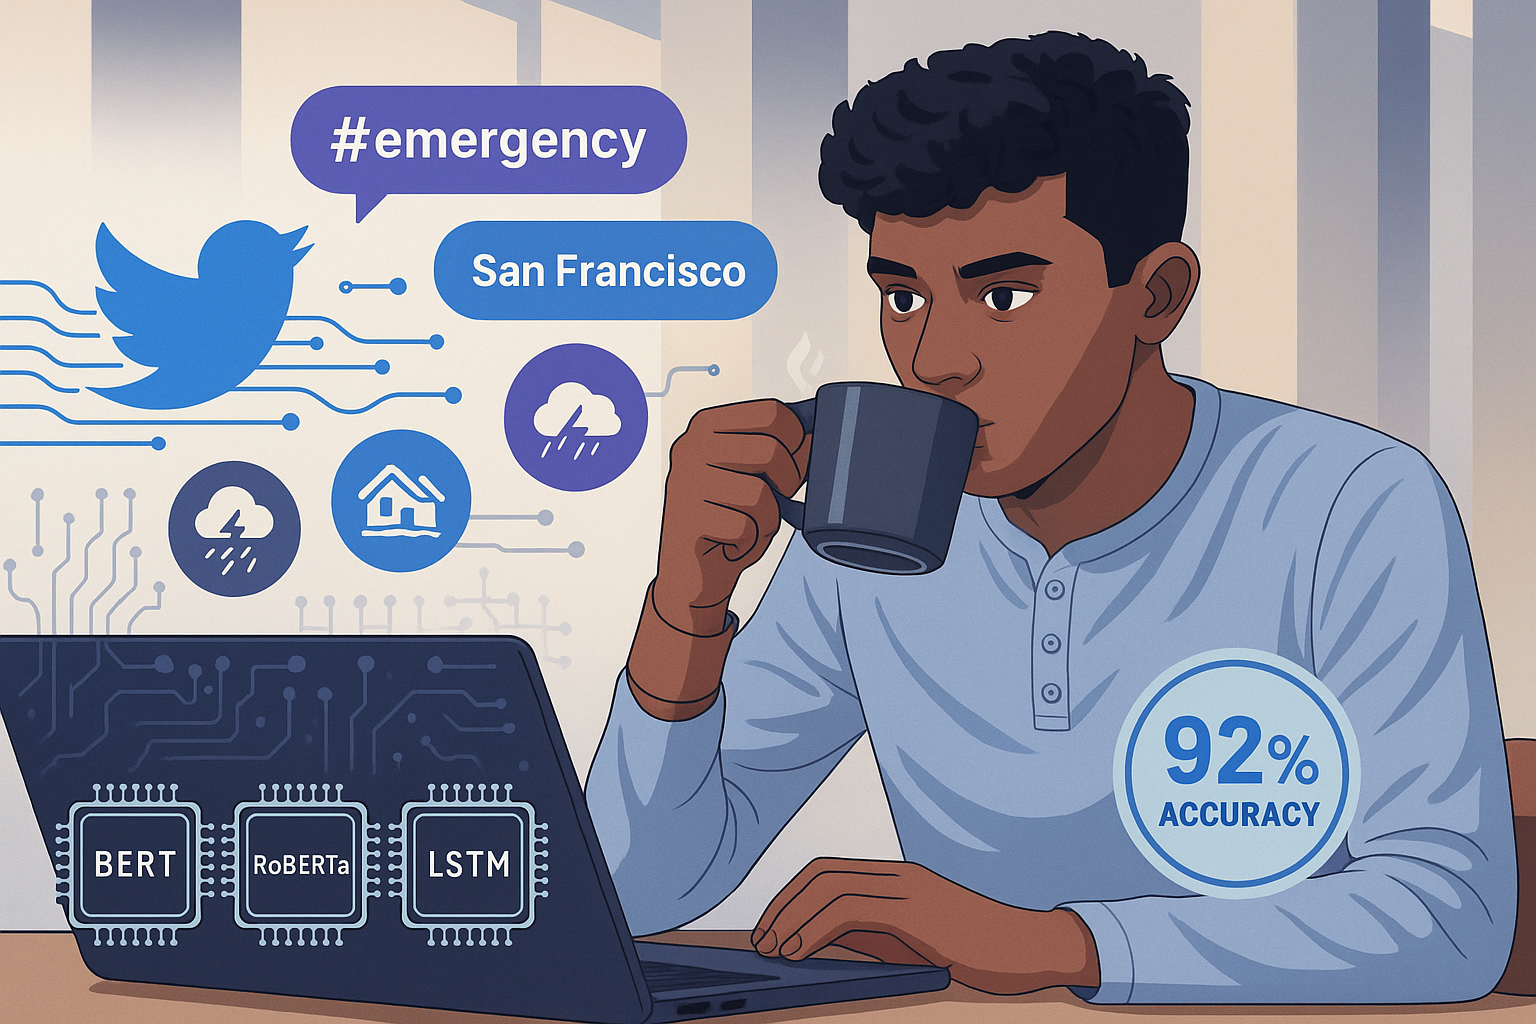 #emergency
San Francisco
BERT
RoBERTa
LSTM
92%
ACCURACY